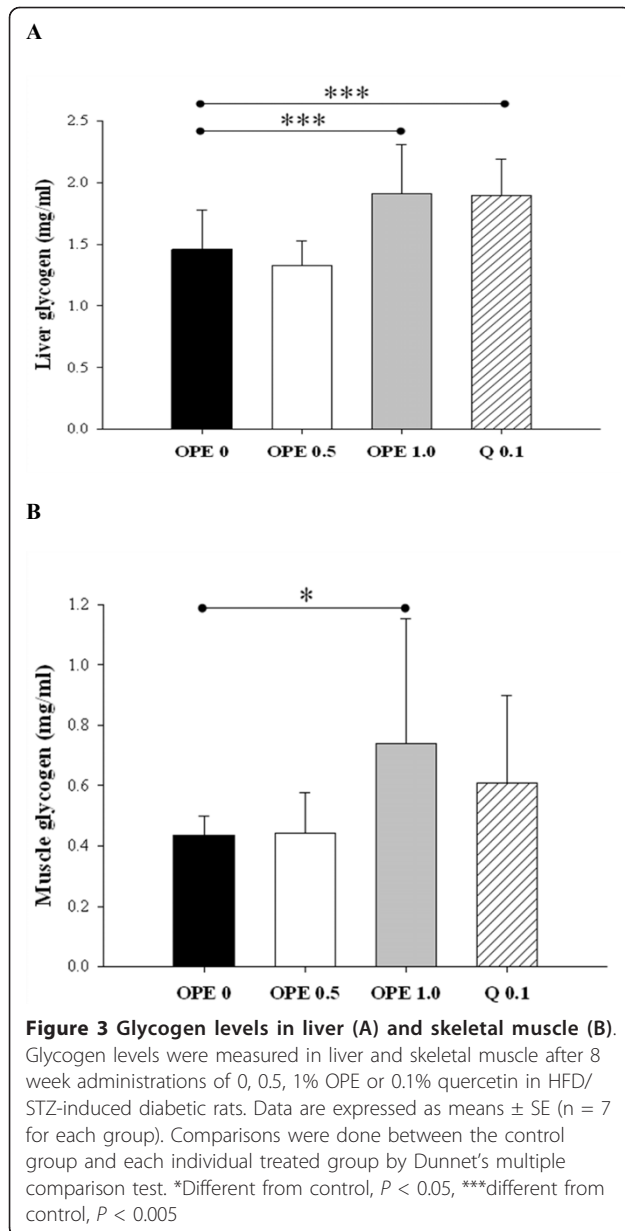 A
***
***
2.5
2.0
1.5
1.0
0.5
0.0
Liver glycogen (mg/ml)
OPE 0 OPE 0.5 OPE 1.0 Q 0.1
B
*
1.2
1.0
0.8
0.6
0.4
0.2
0.0
Muscle glycogen (mg/ml)
OPE 0 OPE 0.5 OPE 1.0 Q 0.1
Figure 3 Glycogen levels in liver (A) and skeletal muscle (B).
Glycogen levels were measured in liver and skeletal muscle after 8
week administrations of 0, 0.5, 1% OPE or 0.1% quercetin in HFD/
STZ-induced diabetic rats. Data are expressed as means ± SE (n = 7
for each group). Comparisons were done between the control
group and each individual treated group by Dunnet's multiple
comparison test. *Different from control, P < 0.05, ***different from
control, P < 0.005